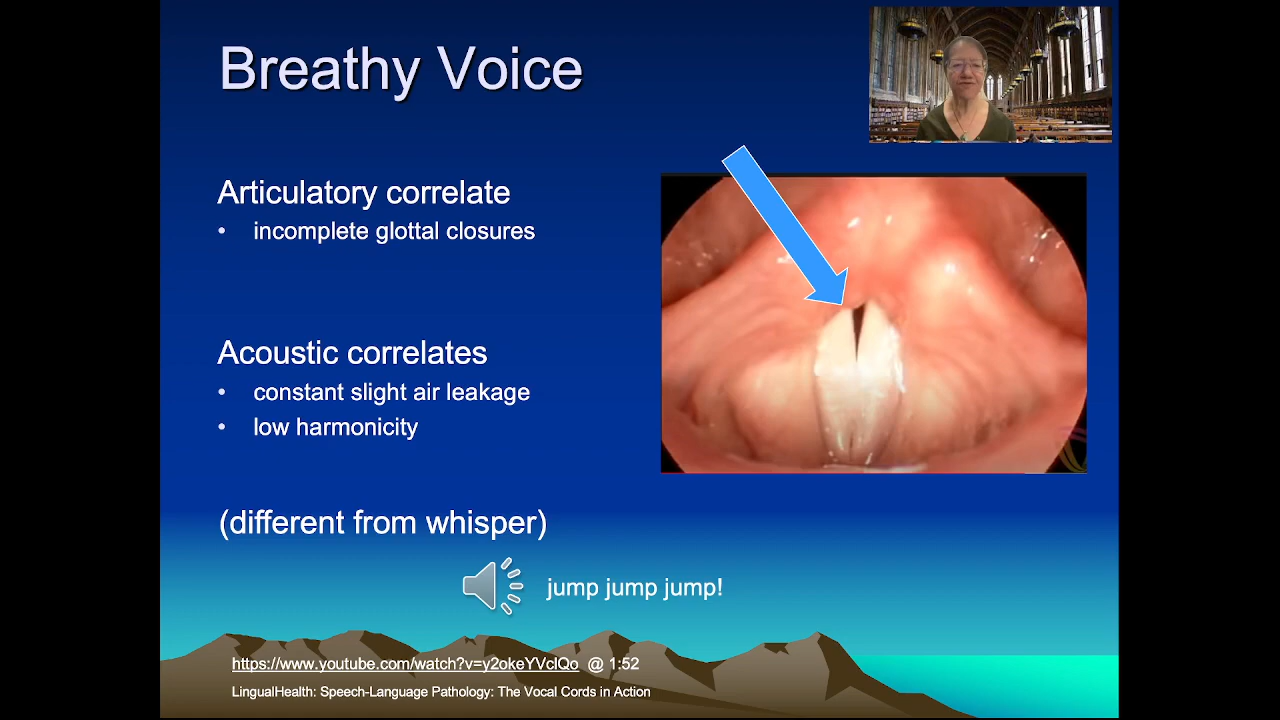 Breathy Voice
Articulatory correlate
• incomplete glottal closures
Acoustic correlates
• constant slight air leakage
• low harmonicity
(different from whisper)
jump jump jump!
https://www.youtube.com/watch?v=y2okeYVclQo @ 1:52
LingualHealth: Speech-Language Pathology: The Vocal Cords in Action